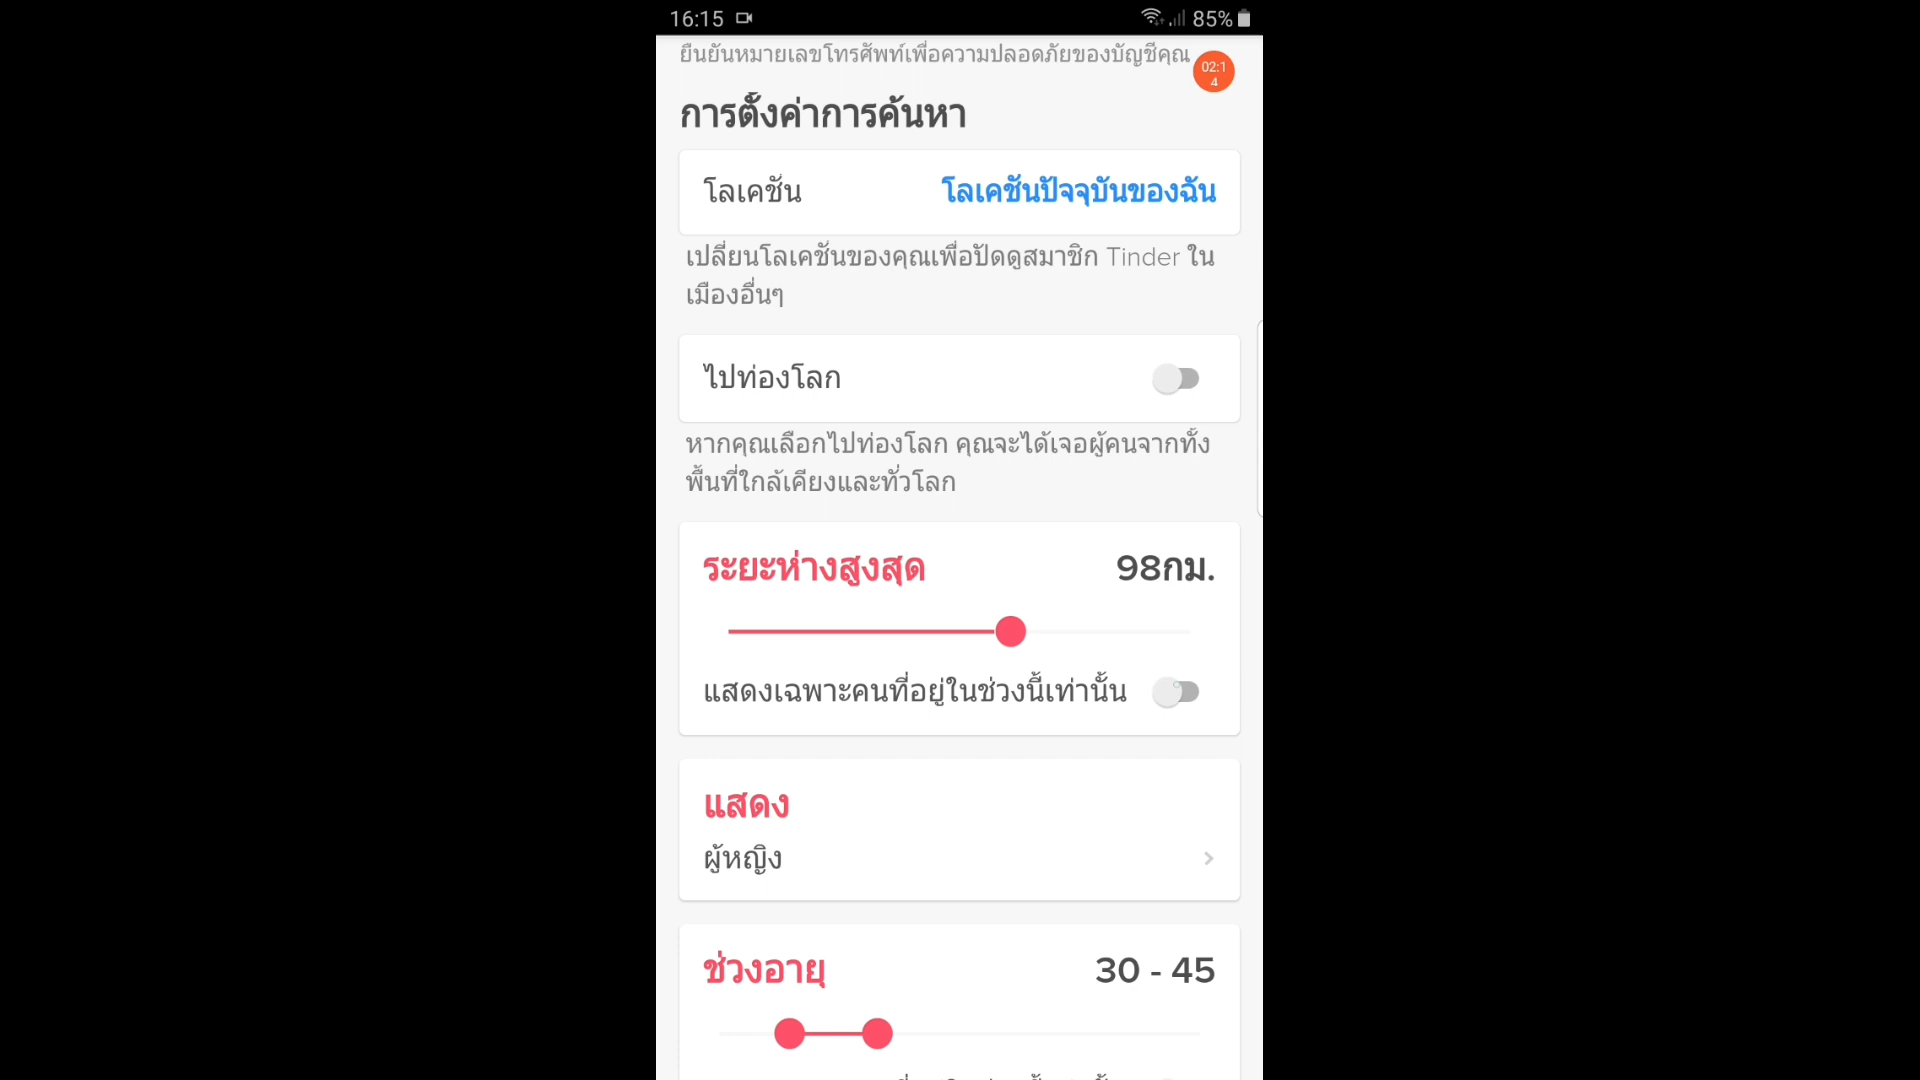 16:15 85%
ยืนยันหมายเลขโทรศัพท์เพื่อความปลอดภัยของบัญชีคุณ
02:1
4
การตั้งค่าการค้นหา
โลเคชั่น โลเคชันปัจจุบันของฉัน
เปลี่ยนโลเคชั่นของคุณเพื่อปัดดูสมาชิก Tinder ใน
เมืองอื่นๆ
ไปท่องโลก
หากคุณเลือกไปท่องโลก คุณจะได้เจอผู้คนจากทั้ง
พื้นที่ใกล้เคียงและทั่วโลก
ระยะห่างสูงสุด 98กม.
แสดงเฉพาะคนที่อยู่ในช่วงนี้เท่านั้น
แสดง
ผู้หญิง
ช่วงอายุ 30 - 45